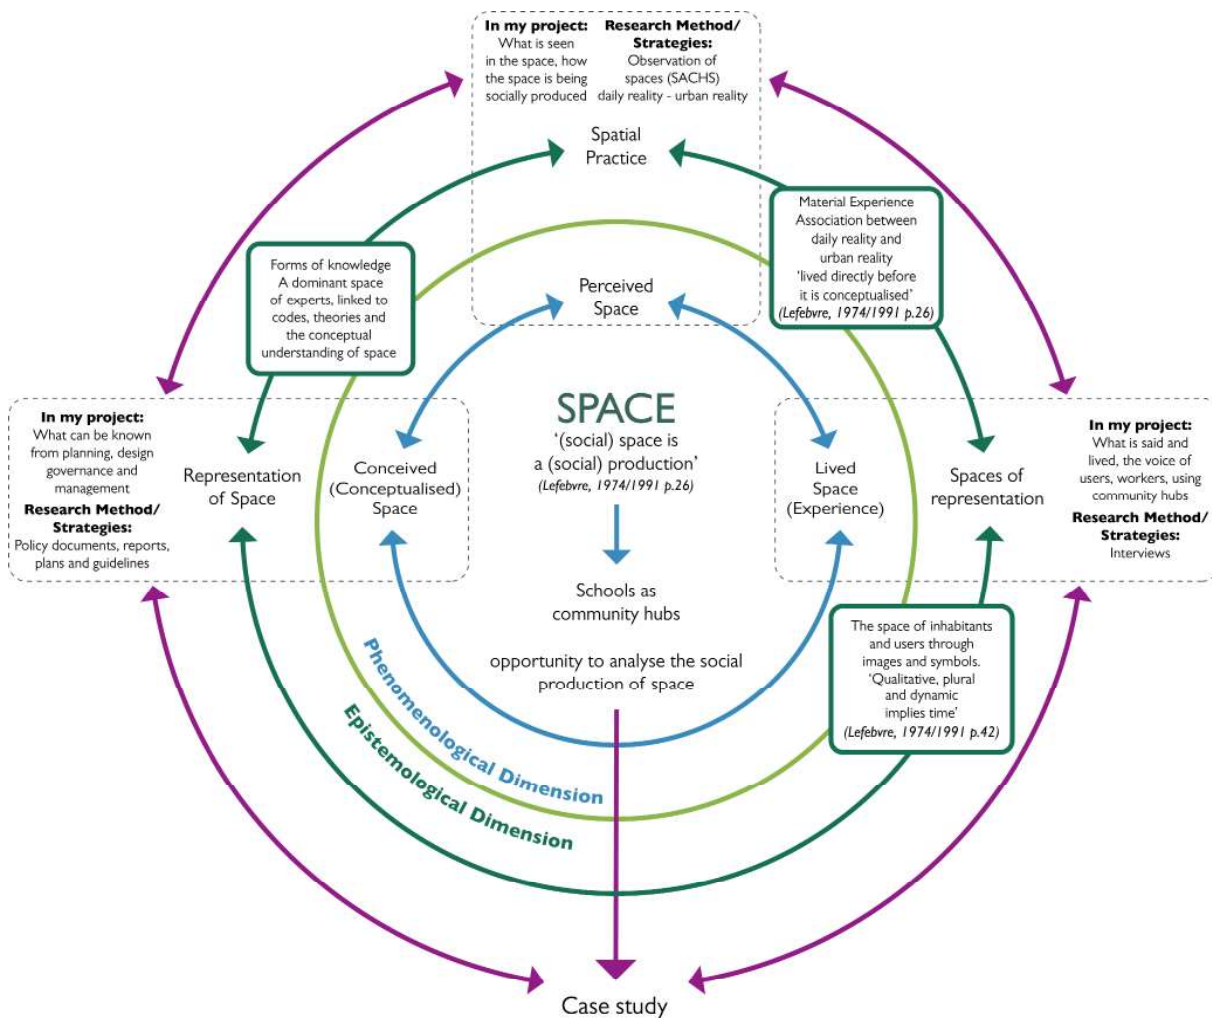 In my project:
What is seen
in the space, how
the space is being
socially produced
Research Method/
Strategies:
Observation of
spaces (SACHS)
daily reality - urban reality
Spatial
Practice
Material Experience
Association between
daily reality and
urban reality
‘lived directly before
it is conceptualised’
(Lefebvre, 1974/1991 p.26)
Forms of knowledge
A dominant space
of experts, linked to
codes, theories and
the conceptual
understanding of space
Perceived
Space
In my project:
What can be known
from planning, design
governance and
management
Research Method/
Strategies:
Policy documents, reports,
plans and guidelines
Representation
of Space
Conceived
(Conceptualised)
Space
SPACE
‘(social) space is
a (social) production’
(Lefebvre, 1974/1991 p.26)
Lived
Space
(Experience)
Spaces of
representation
In my project:
What is said and
lived, the voice of
users, workers, using
community hubs
Research Method/
Strategies:
Interviews
Schools as
community hubs
opportunity to analyse the social
production of space
The space of inhabitants
and users through
images and symbols.
‘Qualitative, plural
and dynamic
implies time’
(Lefebvre, 1974/1991 p.42)
Phenomenological Dimension
Epistemological Dimension
Case study